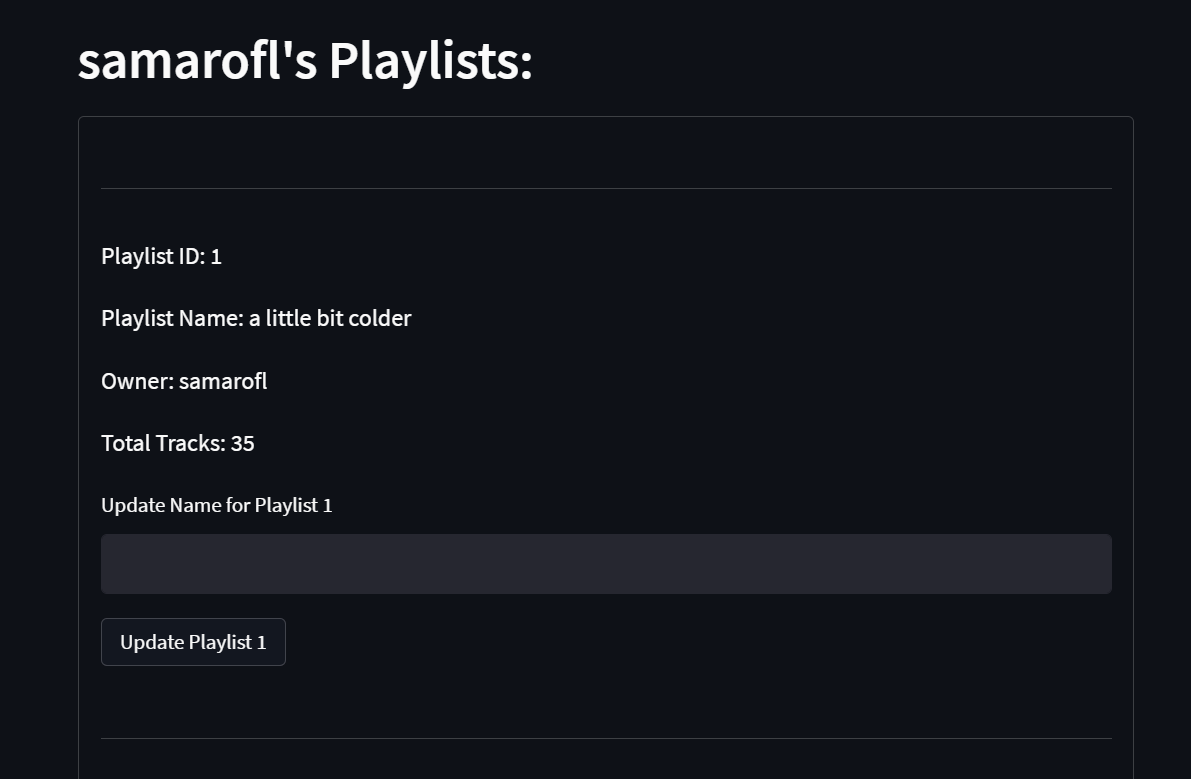 samarofl's Playlists:
Playlist ID: 1
Playlist Name: a little bit colder
Owner: samarofl
Total Tracks: 35
Update Name for Playlist 1
Update Playlist 1